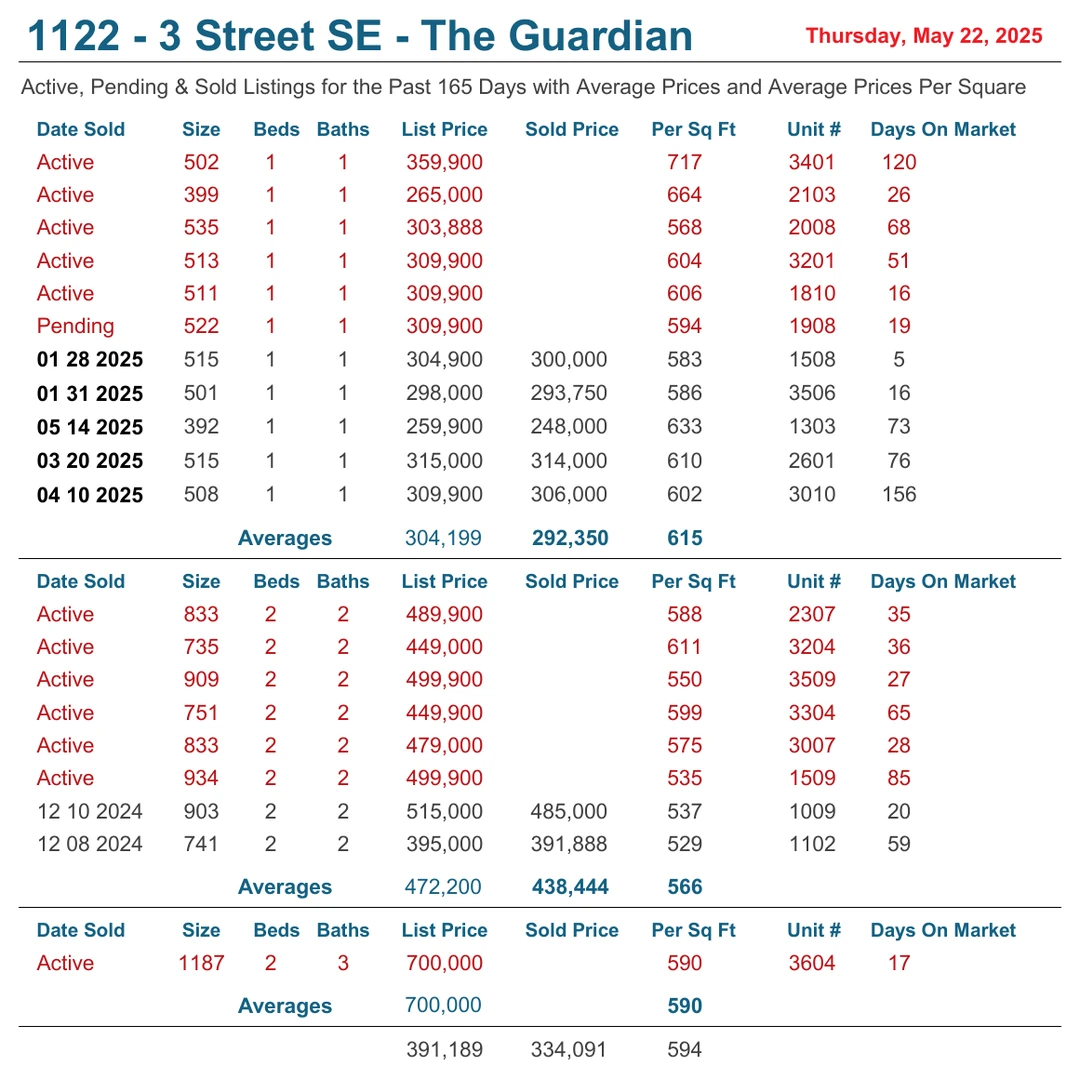 1122 - 3 Street SE - The Guardian Thursday, May 22, 2025
Active, Pending & Sold Listings for the Past 165 Days with Average Prices and Average Prices Per Square
Date Sold Size Beds Baths List Price Sold Price Per Sq Ft Unit # Days On Market
Active 502 1 1 359,900 717 3401 120
Active 399 1 1 265,000 664 2103 26
Active 535 1 1 303,888 568 2008 68
Active 513 1 1 309,900 604 3201 51
Active 511 1 1 309,900 606 1810 16
Pending 522 1 1 309,900 594 1908 19
01 28 2025 515 1 1 304,900 300,000 583 1508 5
01 31 2025 501 1 1 298,000 293,750 586 3506 16
05 14 2025 392 1 1 259,900 248,000 633 1303 73
03 20 2025 515 1 1 315,000 314,000 610 2601 76
04 10 2025 508 1 1 309,900 306,000 602 3010 156
Averages 304,199 292,350 615
Date Sold Size Beds Baths List Price Sold Price Per Sq Ft Unit # Days On Market
Active 833 2 2 489,900 588 2307 35
Active 735 2 2 449,000 611 3204 36
Active 909 2 2 499,900 550 3509 27
Active 751 2 2 449,900 599 3304 65
Active 833 2 2 479,000 575 3007 28
Active 934 2 2 499,900 535 1509 85
12 10 2024 903 2 2 515,000 485,000 537 1009 20
12 08 2024 741 2 2 395,000 391,888 529 1102 59
Averages 472,200 438,444 566
Date Sold Size Beds Baths List Price Sold Price Per Sq Ft Unit # Days On Market
Active 1187 2 3 700,000 590 3604 17
Averages 700,000 590
391,189 334,091 594